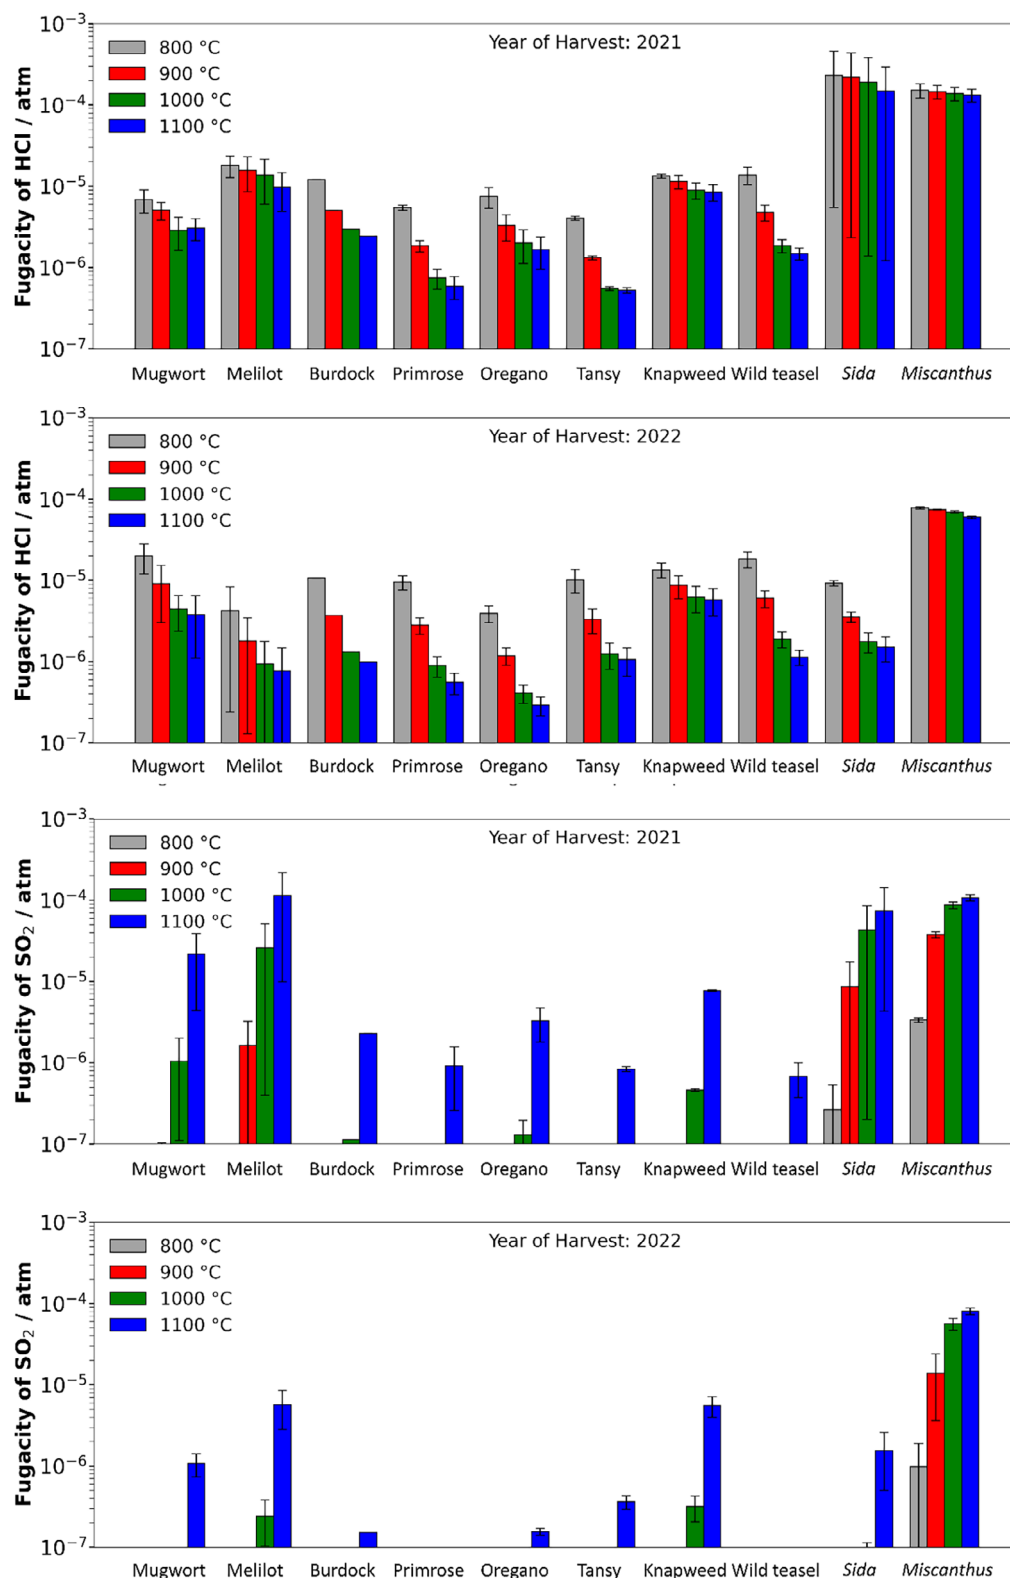 Fugacity of HCl / atm
10⁻³
10⁻⁴
10⁻⁵
10⁻⁶
10⁻⁷
800 °C
900 °C
1000 °C
1100 °C
Year of Harvest: 2021
Mugwort Melilot Burdock Primrose Oregano Tansy Knapweed Wild teasel Sida Miscanthus
Fugacity of HCl / atm
10⁻³
10⁻⁴
10⁻⁵
10⁻⁶
10⁻⁷
800 °C
900 °C
1000 °C
1100 °C
Year of Harvest: 2022
Mugwort Melilot Burdock Primrose Oregano Tansy Knapweed Wild teasel Sida Miscanthus
Fugacity of SO₂ / atm
10⁻³
10⁻⁴
10⁻⁵
10⁻⁶
10⁻⁷
800 °C
900 °C
1000 °C
1100 °C
Year of Harvest: 2021
Mugwort Melilot Burdock Primrose Oregano Tansy Knapweed Wild teasel Sida Miscanthus
Fugacity of SO₂ / atm
10⁻³
10⁻⁴
10⁻⁵
10⁻⁶
10⁻⁷
800 °C
900 °C
1000 °C
1100 °C
Year of Harvest: 2022
Mugwort Melilot Burdock Primrose Oregano Tansy Knapweed Wild teasel Sida Miscanthus